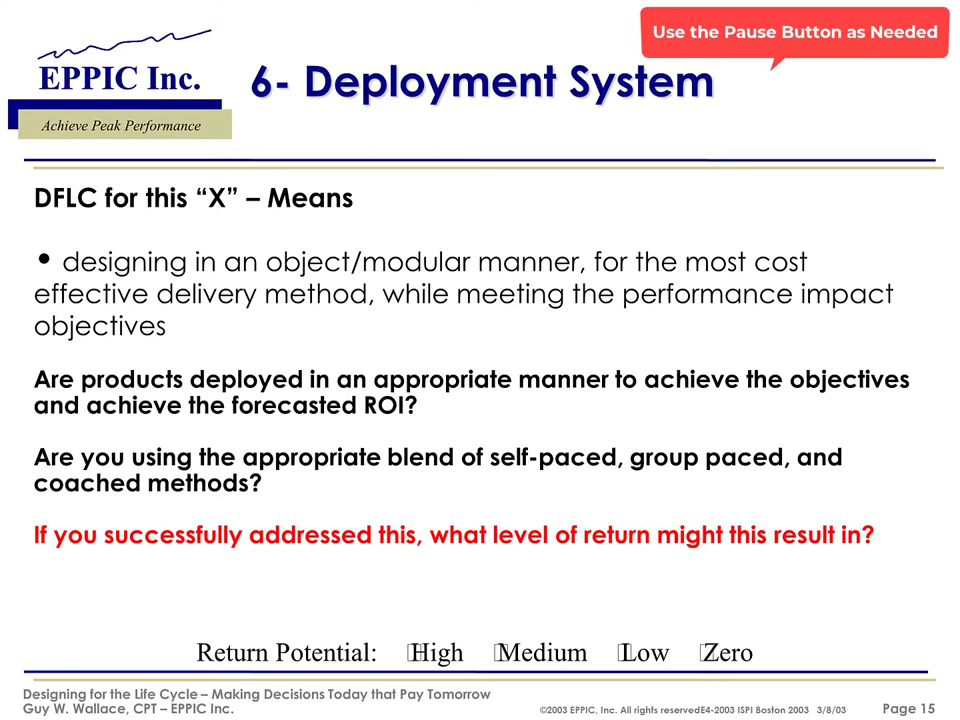 Use the Pause Button as Needed
EPPIC Inc.
Achieve Peak Performance
6- Deployment System
DFLC for this “X” – Means
• designing in an object/modular manner, for the most cost
effective delivery method, while meeting the performance impact
objectives
Are products deployed in an appropriate manner to achieve the objectives
and achieve the forecasted ROI?
Are you using the appropriate blend of self-paced, group paced, and
coached methods?
If you successfully addressed this, what level of return might this result in?
Return Potential: High Medium Low Zero
Designing for the Life Cycle – Making Decisions Today that Pay Tomorrow
Guy W. Wallace, CPT – EPPIC Inc.
©2003 EPPIC, Inc. All rights reservedE4-2003 ISPI Boston 2003 3/8/03 Page 15